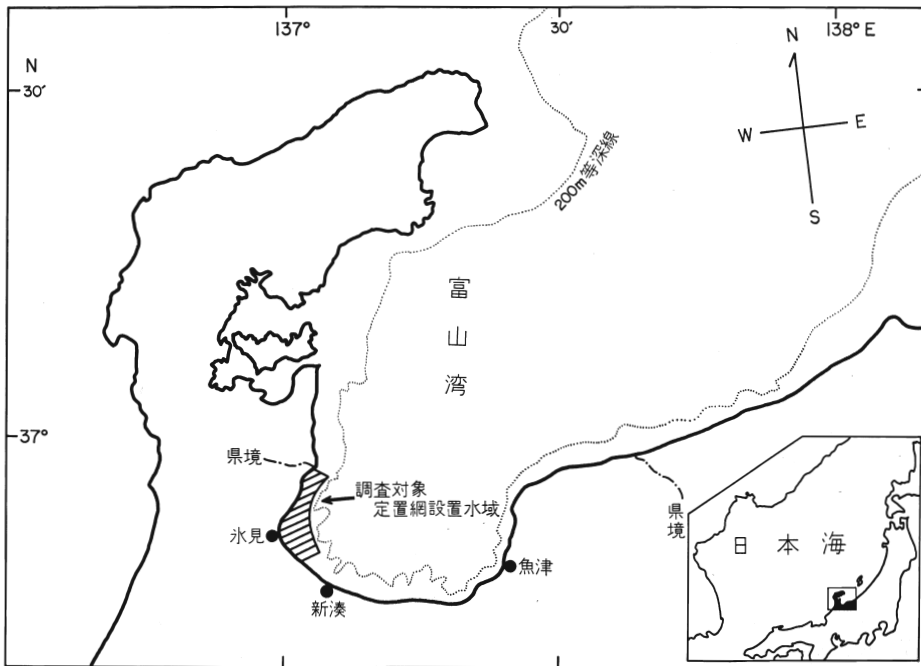 137°
30′
138° E
N
30′
N
W
E
S
200m等深線
富山湾
37°
県境
調査対象
定置網設置水域
氷見
魚津
新湊
県境
日本海